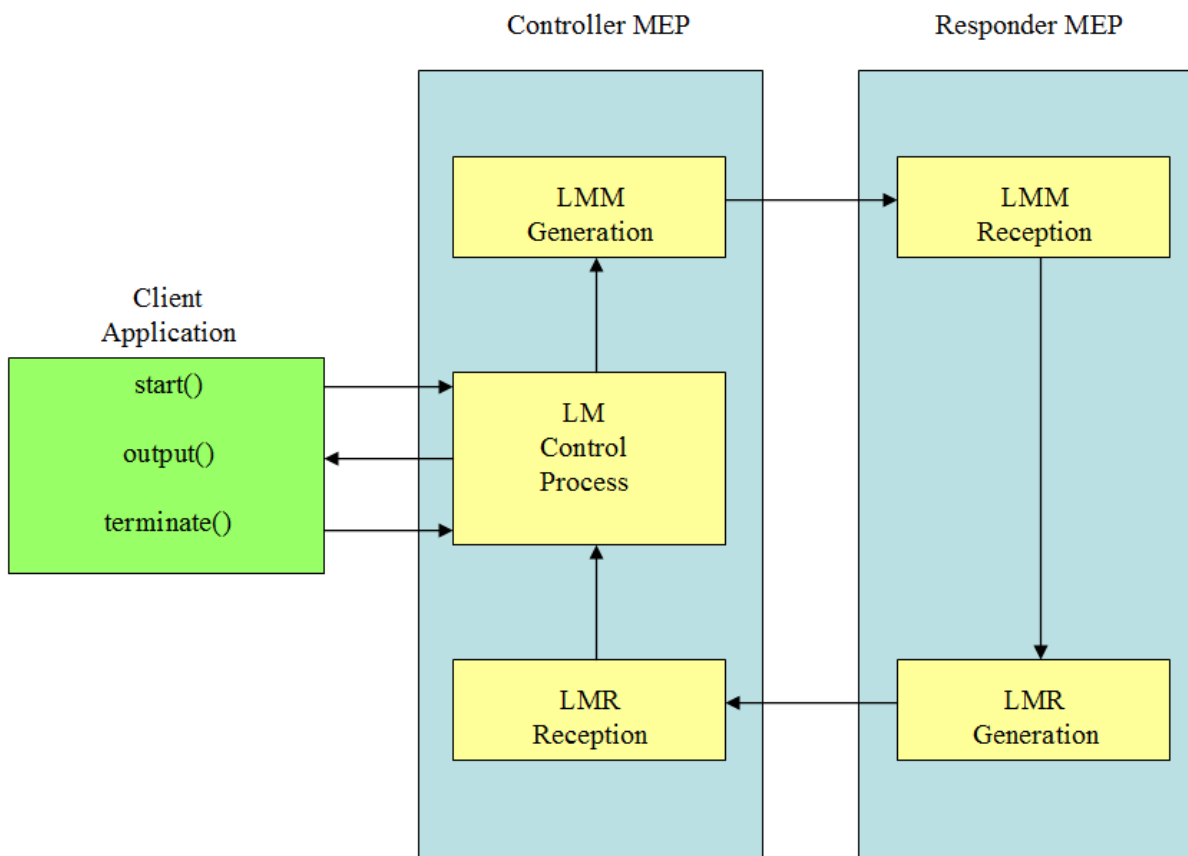 Controller MEP
Responder MEP
LMM
Generation
LMM
Reception
Client
Application
start()
output()
terminate()
LM
Control
Process
LMR
Reception
LMR
Generation